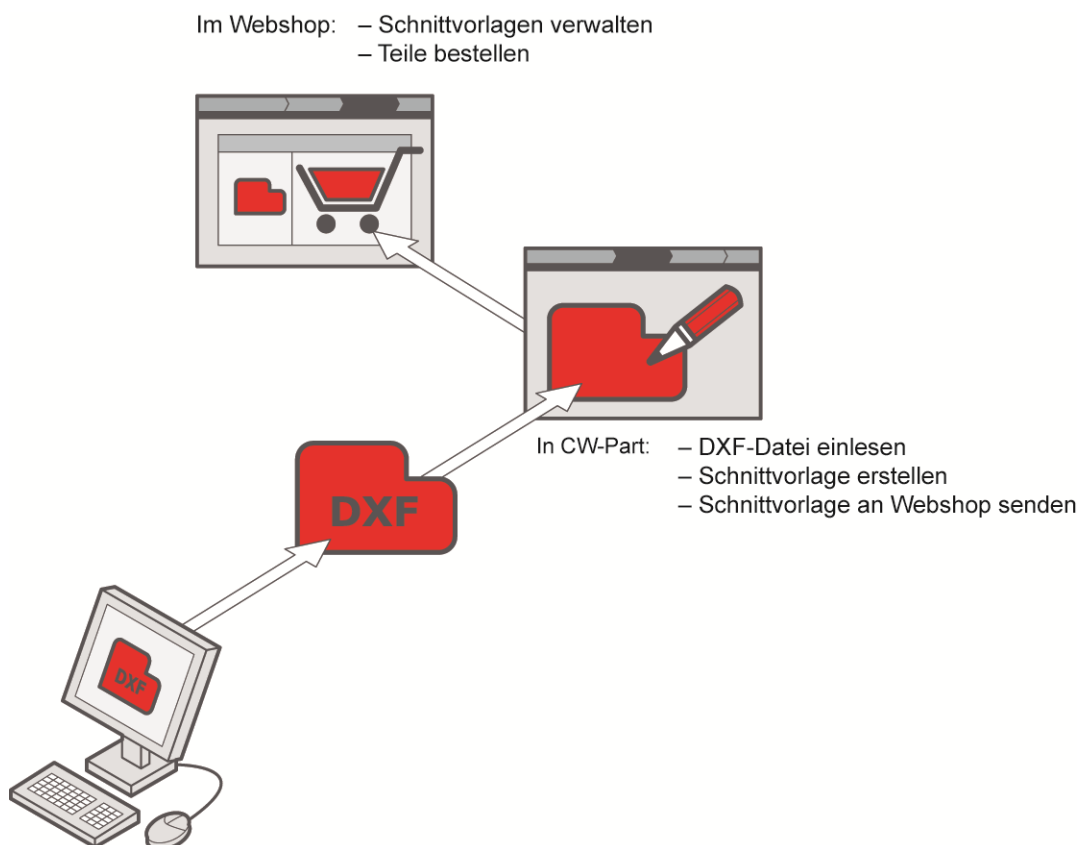 Im Webshop: – Schnittvorlagen verwalten
– Teile bestellen
In CW-Part: – DXF-Datei einlesen
– Schnittvorlage erstellen
– Schnittvorlage an Webshop senden
DXF
DXF